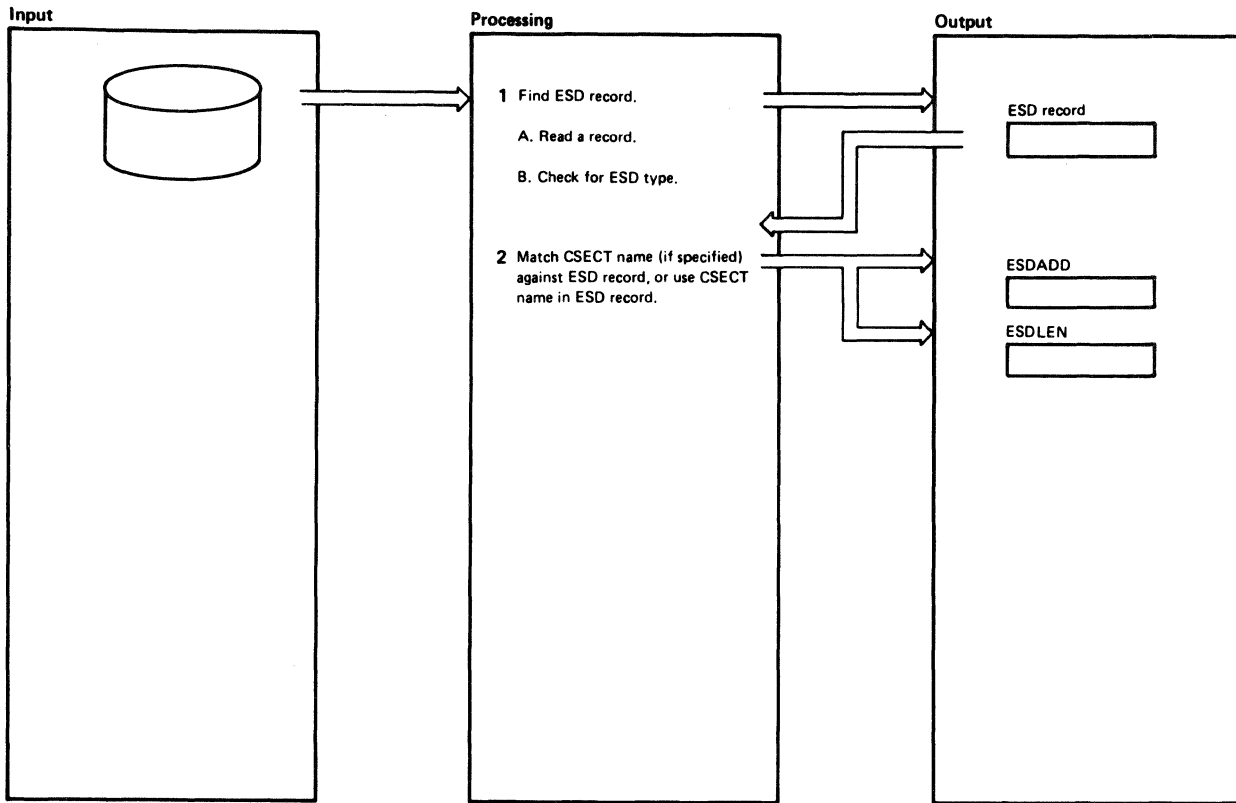 Input
Processing
Output
1 Find ESD record.
A. Read a record.
B. Check for ESD type.
2 Match CSECT name (if specified)
against ESD record, or use CSECT
name in ESD record.
ESD record
ESDADD
ESDLEN